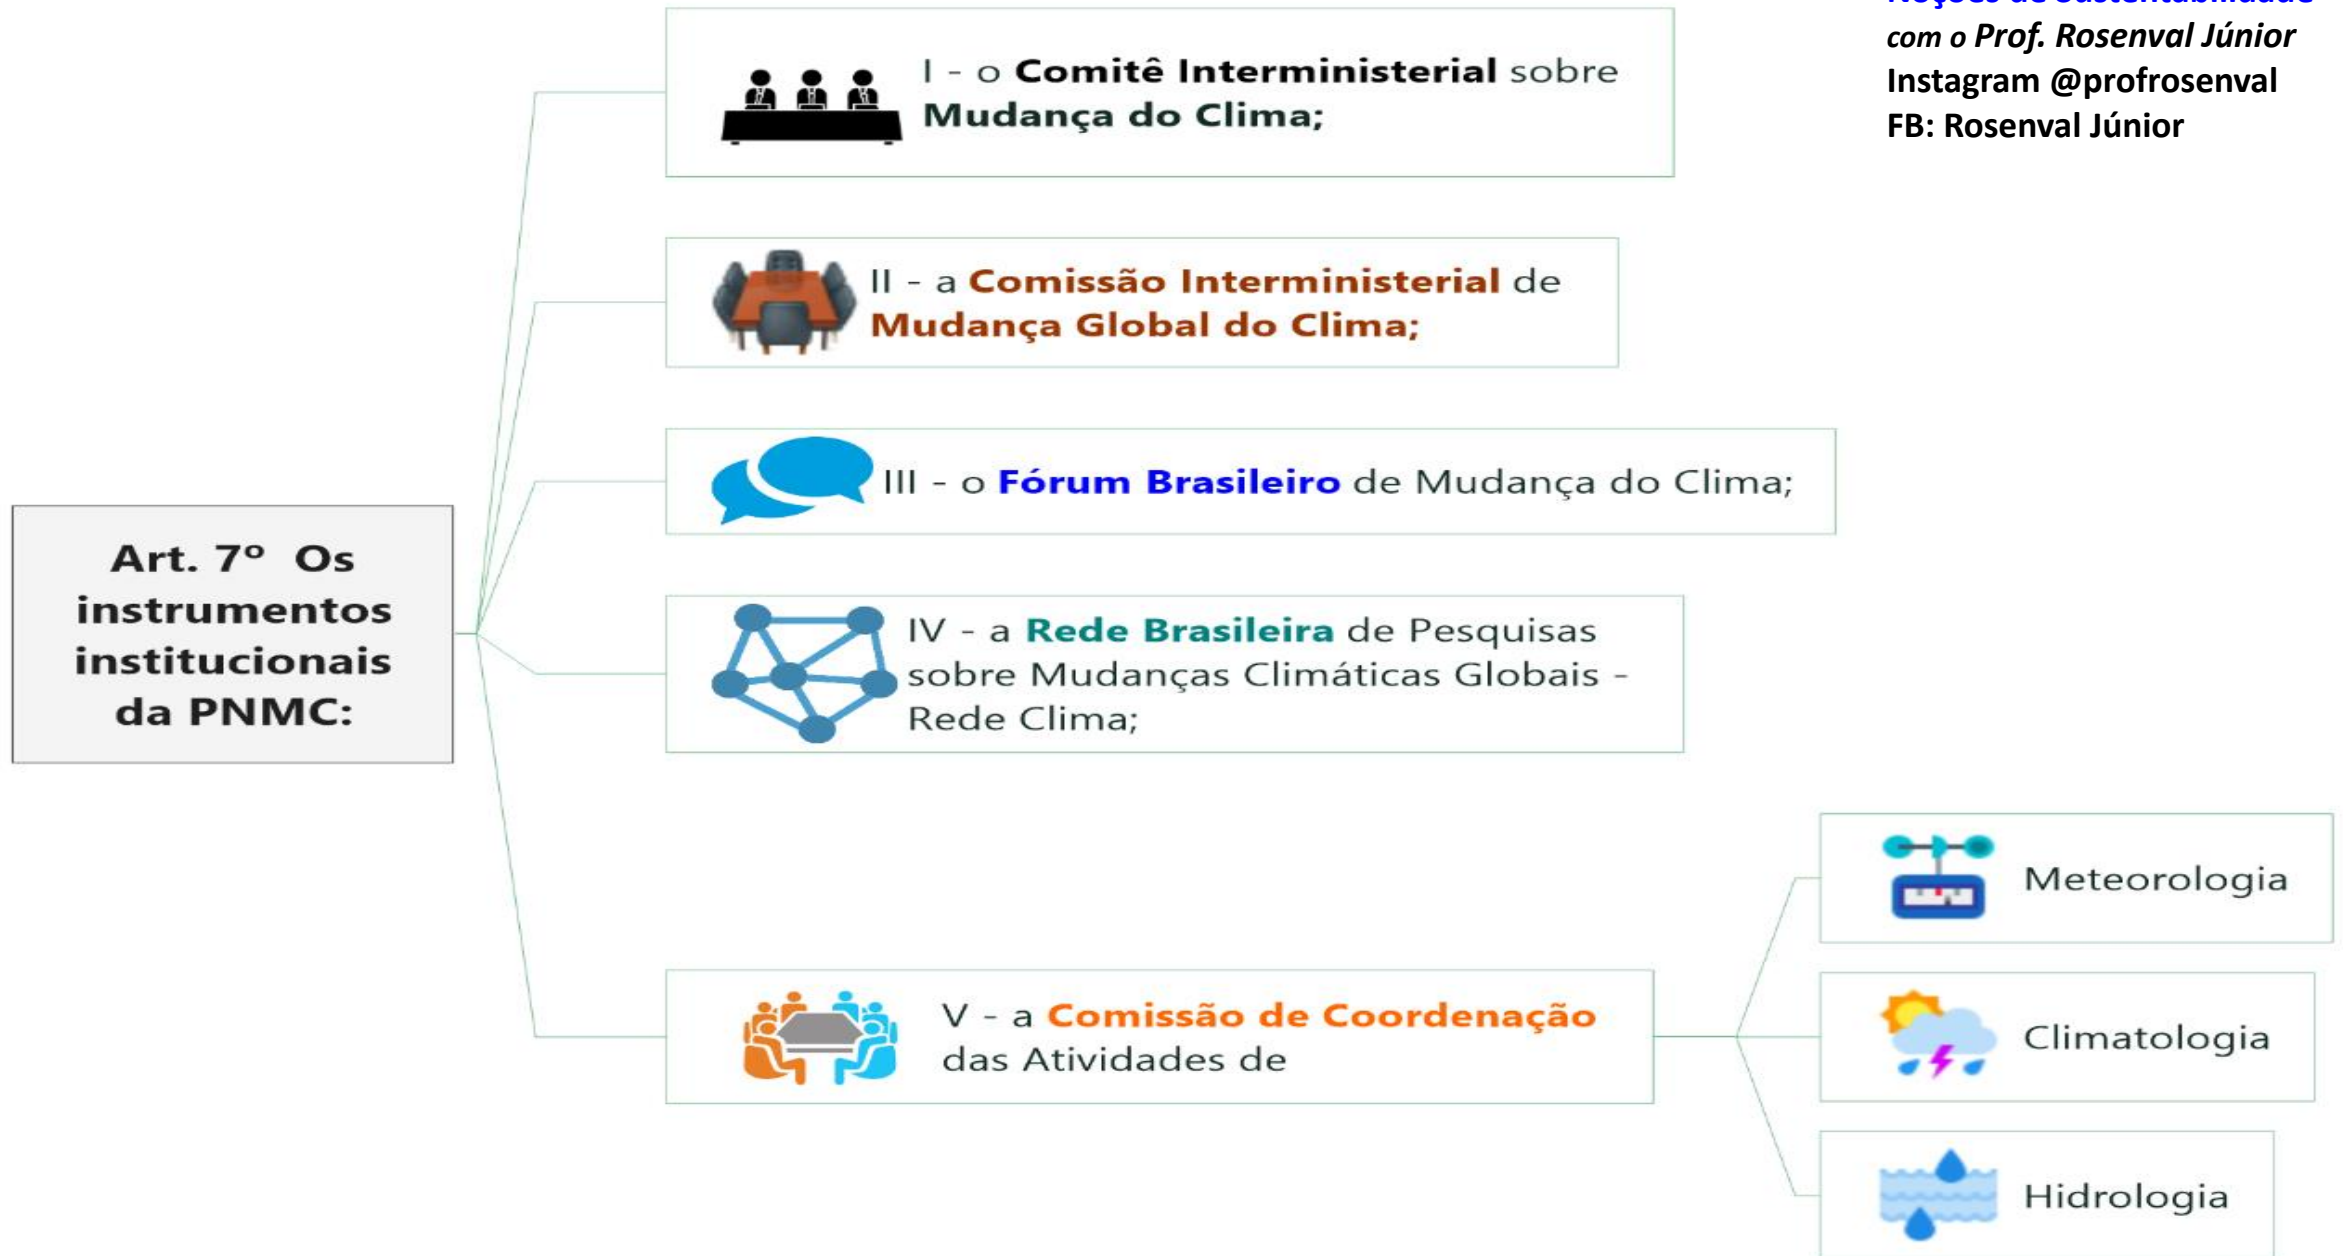 Noções de Sustentabilidade
com o Prof. Rosenval Júnior
Instagram @profrosenval
FB: Rosenval Júnior
Art. 7º Os
instrumentos
institucionais
da PNMC:
I - o Comitê Interministerial sobre
Mudança do Clima;
II - a Comissão Interministerial de
Mudança Global do Clima;
III - o Fórum Brasileiro de Mudança do Clima;
IV - a Rede Brasileira de Pesquisas
sobre Mudanças Climáticas Globais -
Rede Clima;
V - a Comissão de Coordenação
das Atividades de
Meteorologia
Climatologia
Hidrologia